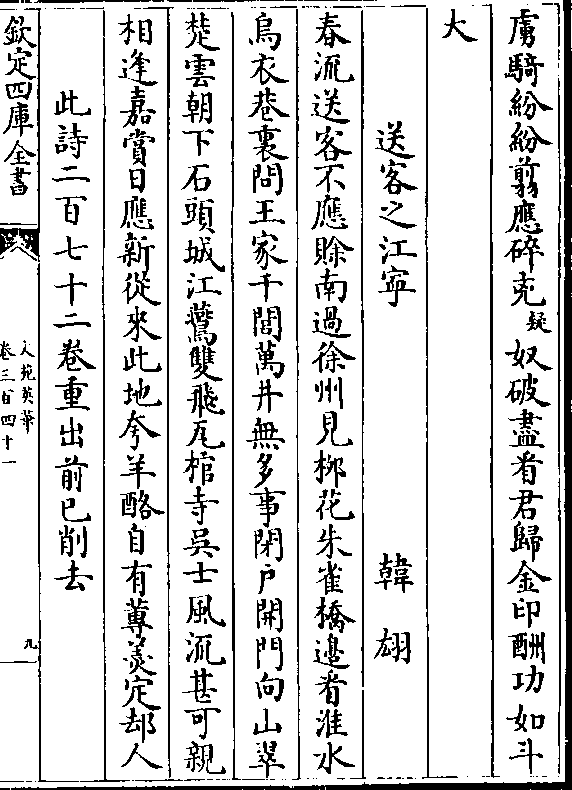 虜騎紛紛翦應碎克疑奴破盡看君歸金印酬功如斗
大
送客之江寧　韓翃
春流送客不應賒南過徐州見柳花朱雀橋邊看淮水
烏衣巷裏問王家千閭萬井無多事閉戶開門向山翠
楚雲朝下石頭城江鷰雙飛瓦棺寺吳士風流甚可親
相逢嘉賞日應新從來此地夸羊酪自有蓴羹定却人
此詩二百七十二卷重出前已削去
欽定四庫全書
文苑英華
卷三百四十一
九